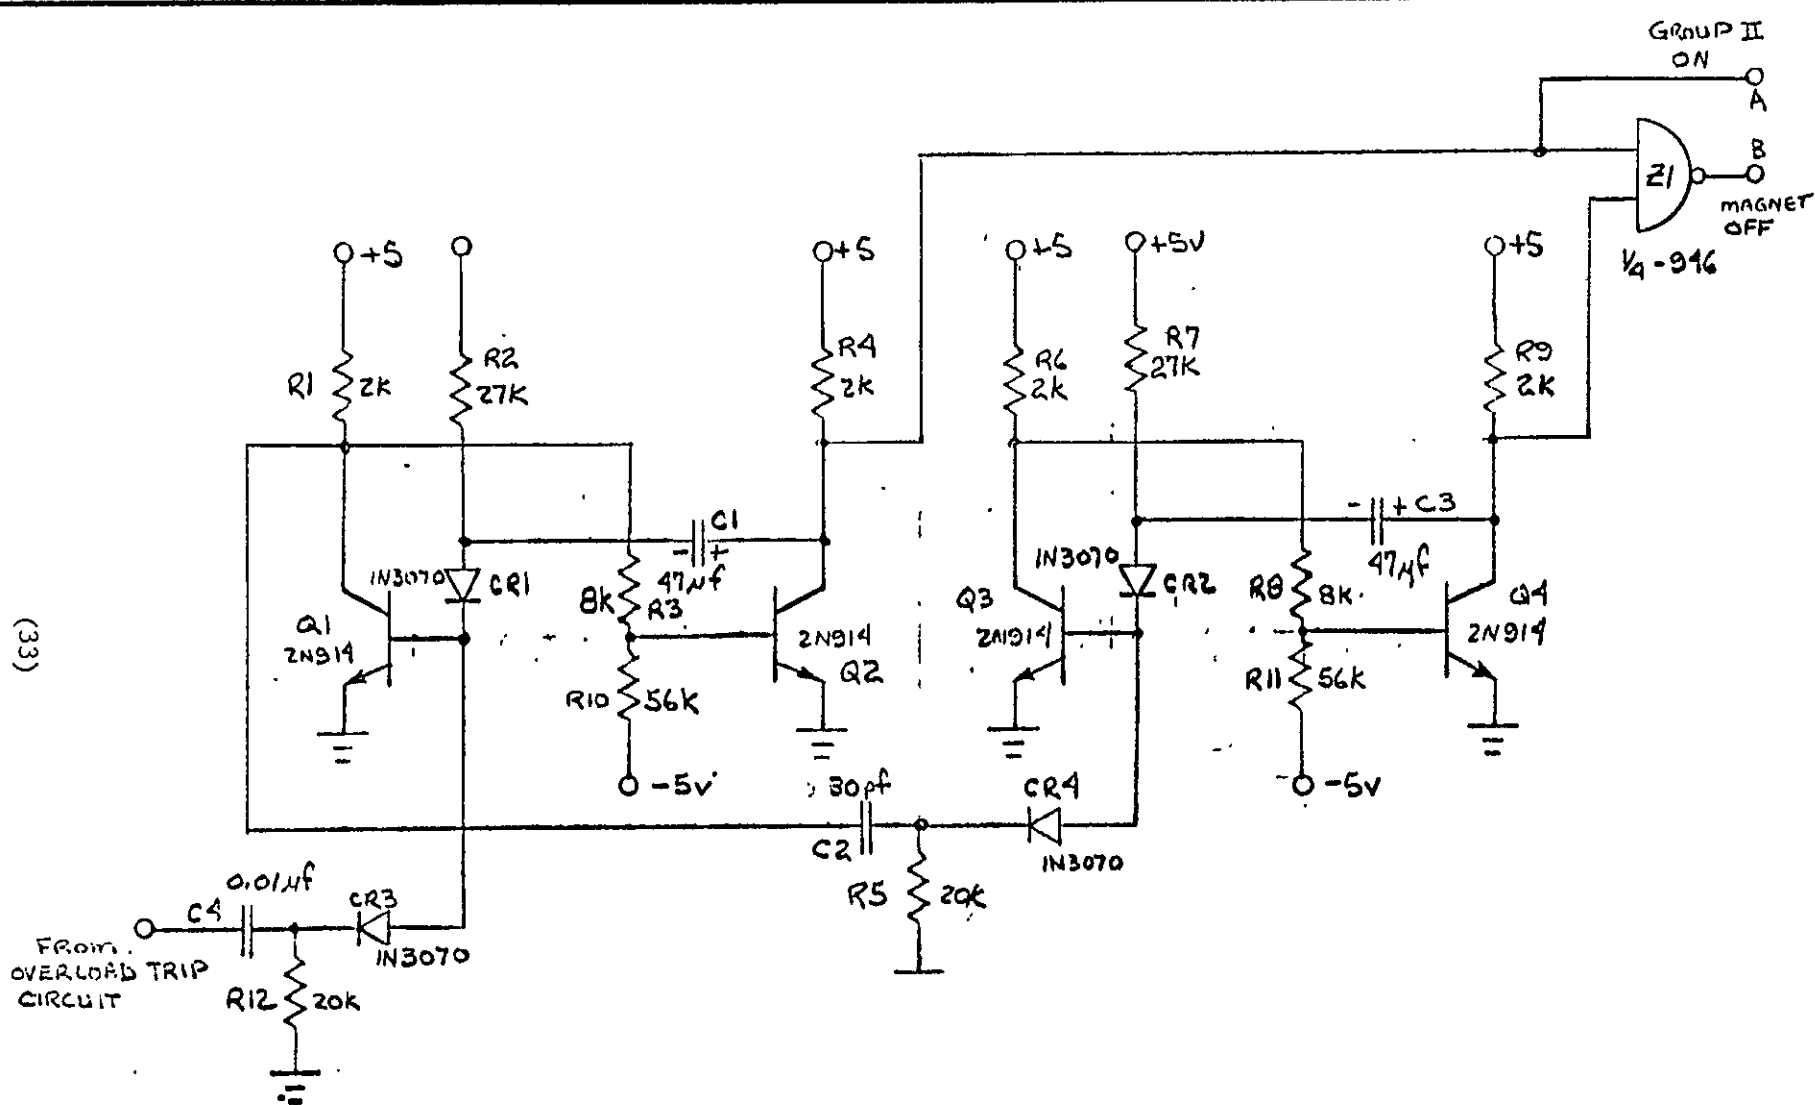 GROUP II
ON
A
B
MAGNET
OFF
Z1
1/4-946
+5
+5
+5
+5v
+5
R1
2K
R2
27K
R4
2K
R6
2K
R7
27K
R9
2K
C1
- +
47μf
- + C3
47μf
1N3070
CR1
8K
R3
Q1
2N914
2N914
Q2
R10
56K
-5v
1N3070
CR2
Q3
2N914
R8
8K
Q4
2N914
R11
56K
-5v
30pf
C2
CR4
1N3070
R5
20K
0.01μf
C4
CR3
1N3070
FROM
OVERLOAD TRIP
CIRCUIT
R12
20K
(33)